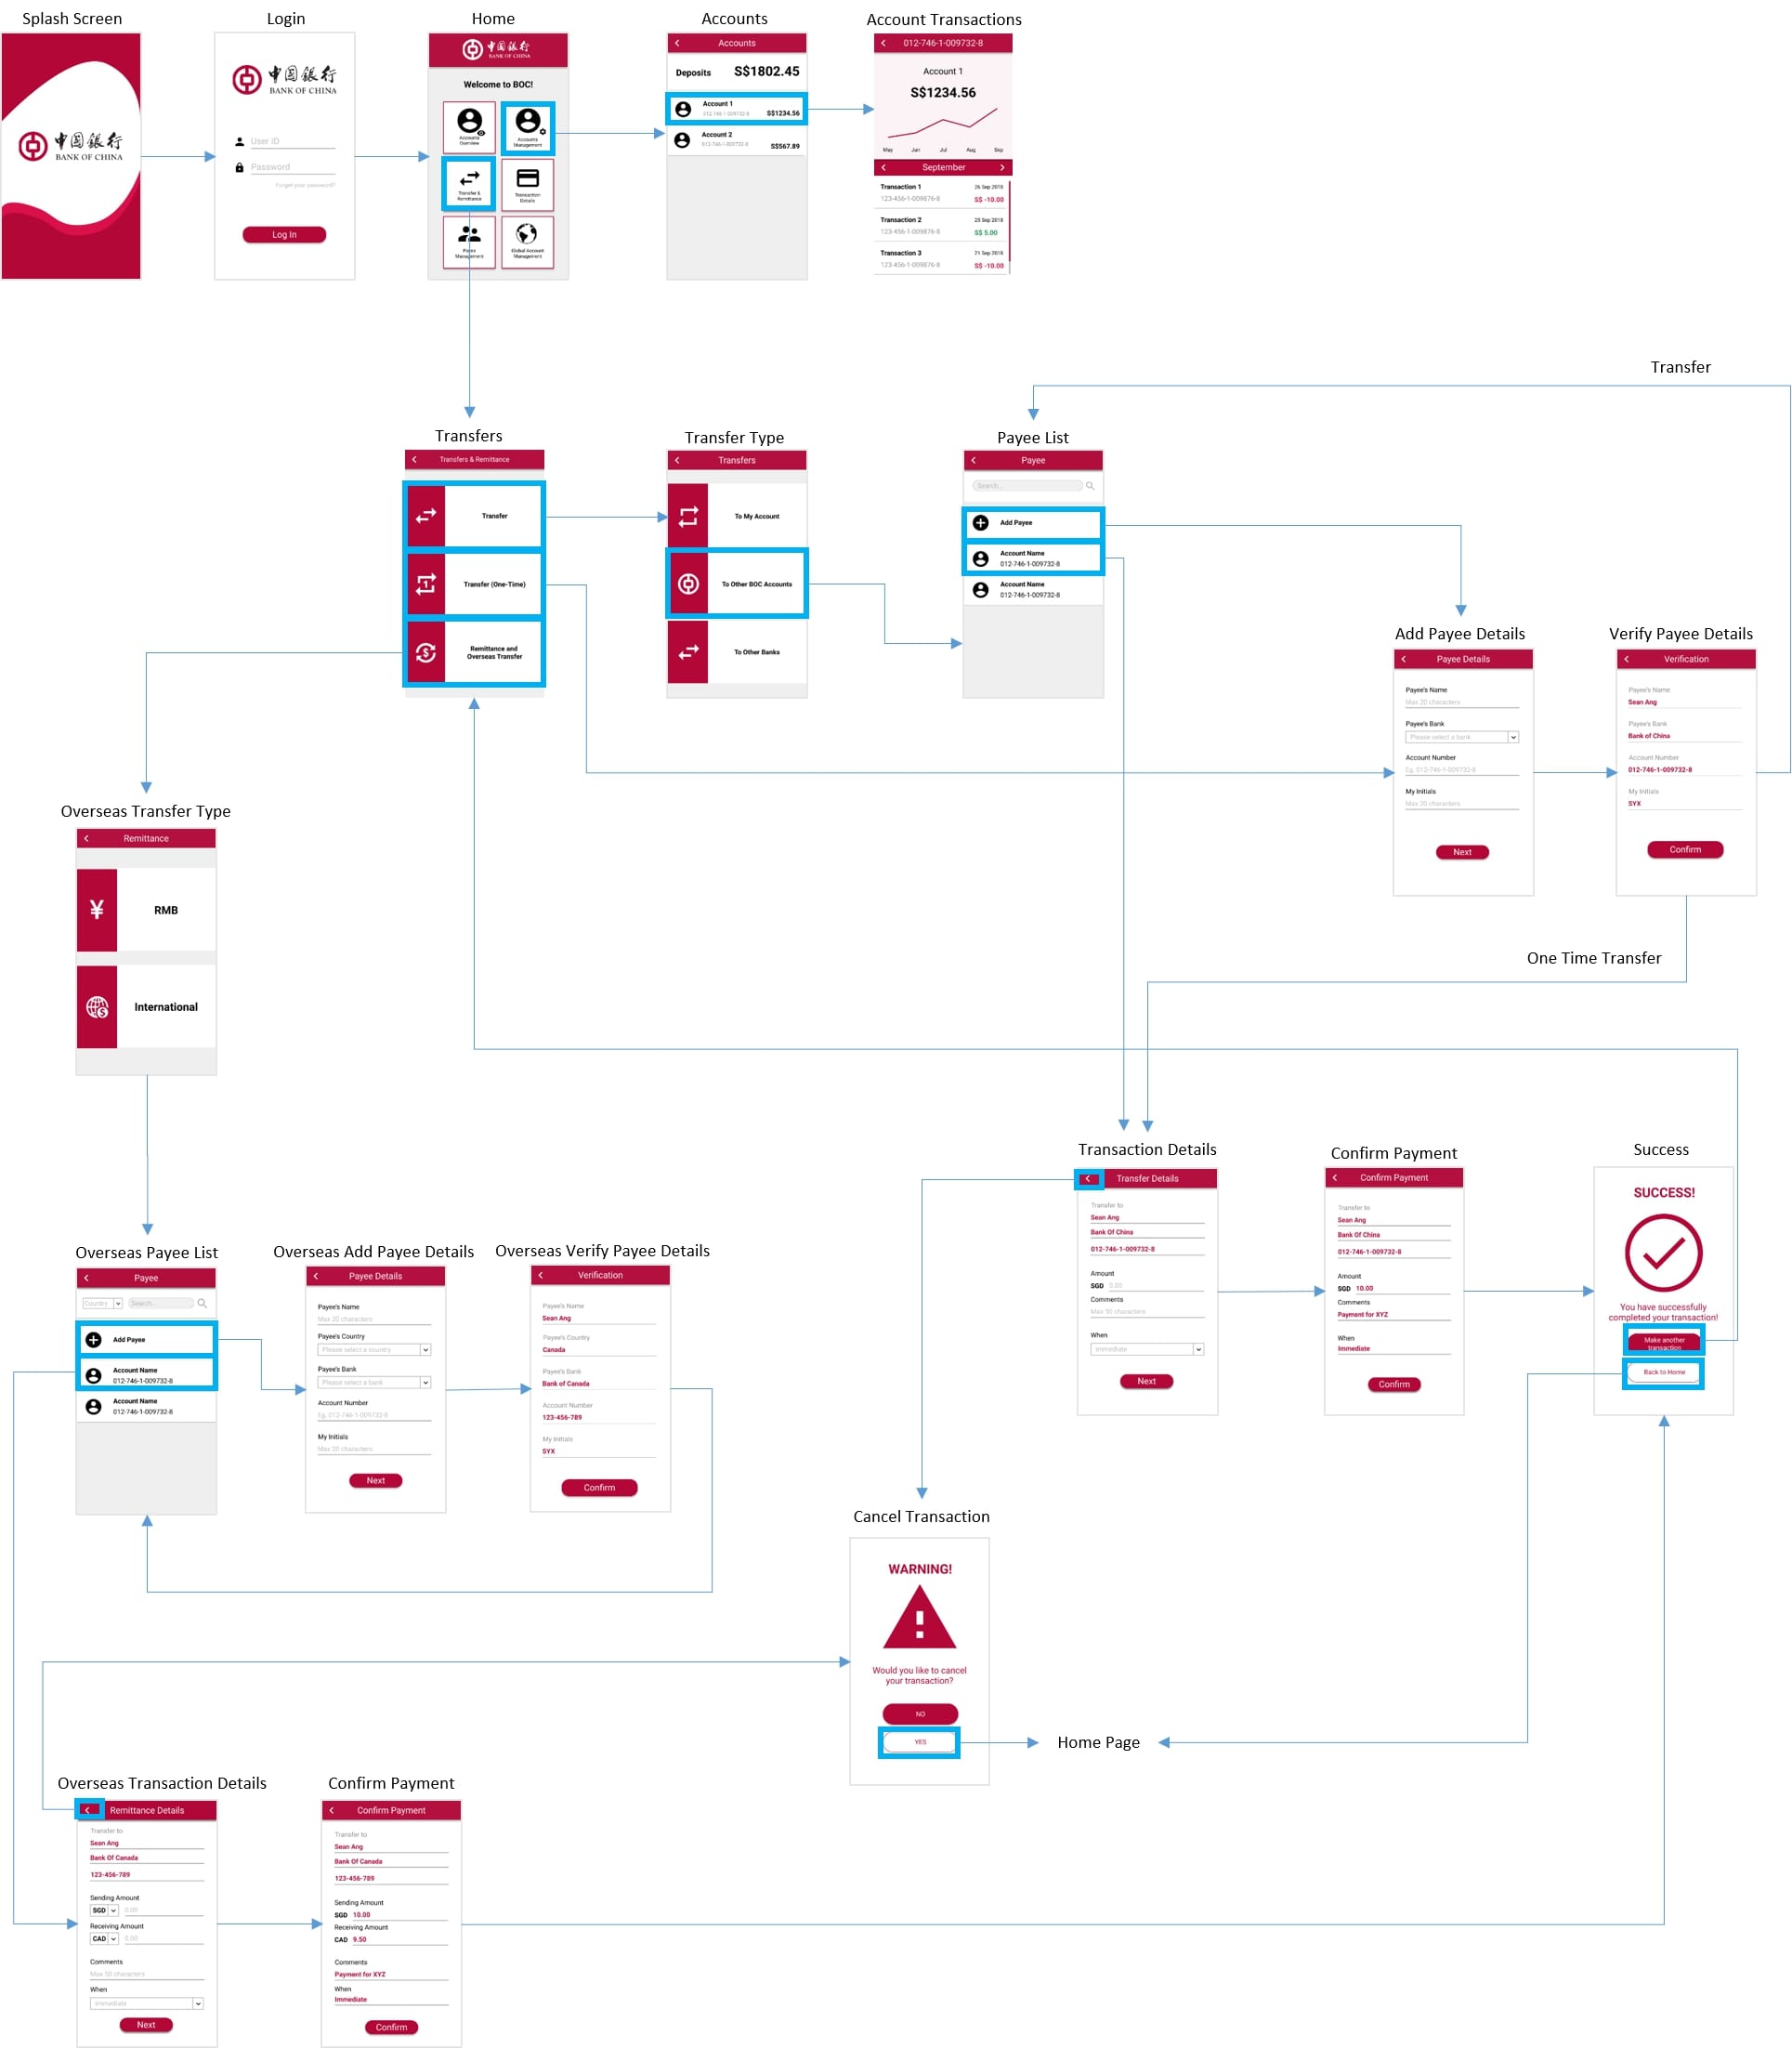 Splash Screen
中国银行
BANK OF CHINA
Login
中国银行
BANK OF CHINA
User ID
Password
Forget your password?
Log In
Home
中国银行
BANK OF CHINA
Welcome to BOC!
Accounts
Overview
Accounts
Management
Transfer &
Remittance
Transaction
Details
Payee
Management
Global Account
Management
Accounts
Accounts
Deposits S$1802.45
Account 1
012-746-1-009732-8 S$1234.56
Account 2
012-746-1-009732-8 S$567.89
Account Transactions
012-746-1-009732-8
Account 1
S$1234.56
May Jun Jul Aug Sep
September
Transaction 1 26 Sep 2018
123-456-1-009876-8 S$ -10.00
Transaction 2 25 Sep 2018
123-456-1-009876-8 S$ 5.00
Transaction 3 21 Sep 2018
123-456-1-009876-8 S$ -10.00
Transfer
Transfers
Transfers & Remittance
Transfer
Transfer (One-Time)
Remittance and
Overseas Transfer
Transfer Type
Transfers
To My Account
To Other BOC Accounts
To Other Banks
Payee List
Payee
Search...
Add Payee
Account Name
012-746-1-009732-8
Account Name
012-746-1-009732-8
Add Payee Details
Payee Details
Payee's Name
Max 20 characters
Payee's Bank
Please select a bank
Account Number
Eg. 012-746-1-009732-8
My Initials
Max 20 characters
Next
Verify Payee Details
Verification
Payee's Name
Sean Ang
Payee's Bank
Bank of China
Account Number
012-746-1-009732-8
My Initials
SYX
Confirm
One Time Transfer
Overseas Transfer Type
Remittance
¥ RMB
International
Transaction Details
Transfer Details
Transfer to
Sean Ang
Bank Of China
012-746-1-009732-8
Amount
SGD 0.00
Comments
Max 50 characters
When
Immediate
Next
Confirm Payment
Confirm Payment
Transfer to
Sean Ang
Bank Of China
012-746-1-009732-8
Amount
SGD 10.00
Comments
Payment for XYZ
When
Immediate
Confirm
Success
SUCCESS!
You have successfully
completed your transaction!
Make another
transaction
Back to Home
Overseas Payee List
Payee
Country Search...
Add Payee
Account Name
012-746-1-009732-8
Account Name
012-746-1-009732-8
Overseas Add Payee Details
Payee Details
Payee's Name
Max 20 characters
Payee's Country
Please select a country
Payee's Bank
Please select a bank
Account Number
Eg. 012-746-1-009732-8
My Initials
Max 20 characters
Next
Overseas Verify Payee Details
Verification
Payee's Name
Sean Ang
Payee's Country
Canada
Payee's Bank
Bank of Canada
Account Number
123-456-789
My Initials
SYX
Confirm
Cancel Transaction
WARNING!
Would you like to cancel
your transaction?
NO
YES
Home Page
Overseas Transaction Details
Remittance Details
Transfer to
Sean Ang
Bank Of Canada
123-456-789
Sending Amount
SGD 0.00
Receiving Amount
CAD 0.00
Comments
Max 50 characters
When
Immediate
Next
Confirm Payment
Confirm Payment
Transfer to
Sean Ang
Bank Of Canada
123-456-789
Sending Amount
SGD 10.00
Receiving Amount
CAD 9.50
Comments
Payment for XYZ
When
Immediate
Confirm